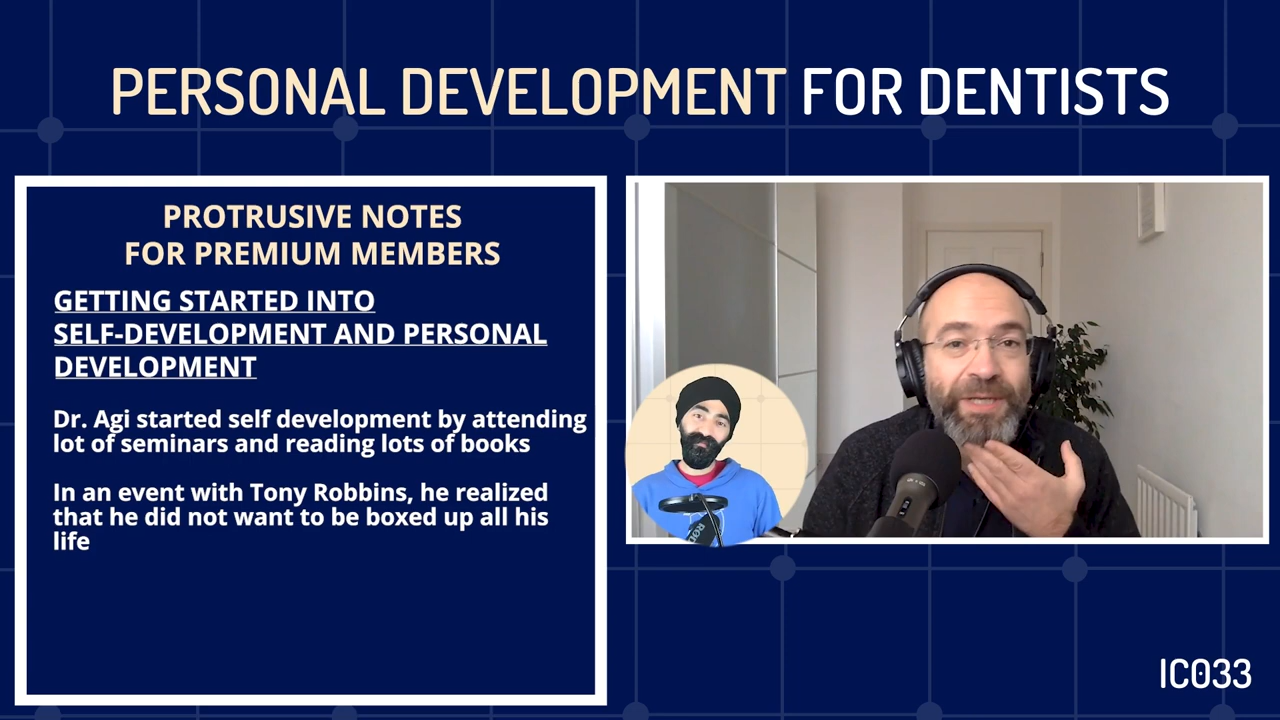 PERSONAL DEVELOPMENT FOR DENTISTS
PROTRUSIVE NOTES
FOR PREMIUM MEMBERS
GETTING STARTED INTO
SELF-DEVELOPMENT AND PERSONAL
DEVELOPMENT
Dr. Agi started self development by attending
lot of seminars and reading lots of books
In an event with Tony Robbins, he realized
that he did not want to be boxed up all his
life
RØDE
IC033